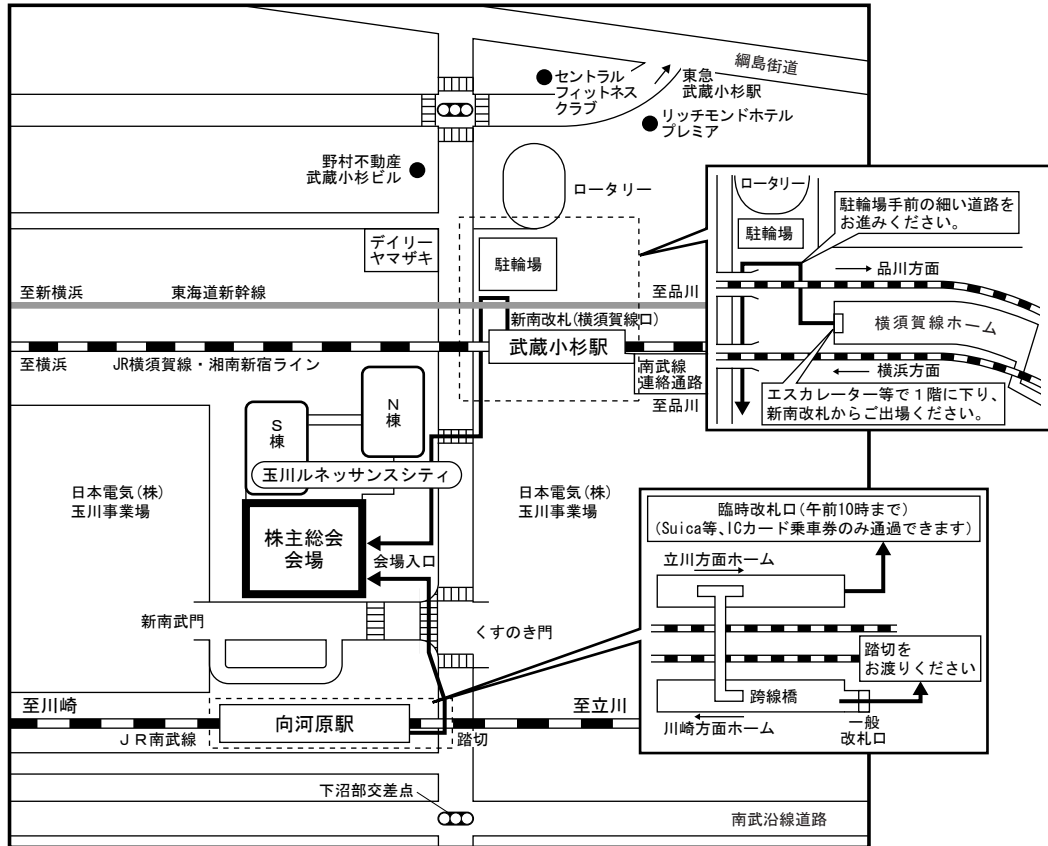 綱島街道
セントラル
フィットネス
クラブ
東急
武蔵小杉駅
リッチモンドホテル
プレミア
野村不動産
武蔵小杉ビル
ロータリー
デイリー
ヤマザキ
駐輪場
至新横浜
東海道新幹線
至品川
新南改札(横須賀線口)
武蔵小杉駅
至横浜
JR横須賀線・湘南新宿ライン
南武線
連絡通路
至品川
ロータリー
駐輪場手前の細い道路を
お進みください。
駐輪場
品川方面
横須賀線ホーム
横浜方面
エスカレーター等で1階に下り、
新南改札からご出場ください。
N
棟
S
棟
玉川ルネッサンスシティ
日本電気(株)
玉川事業場
日本電気(株)
玉川事業場
株主総会
会場
会場入口
新南武門
くすのき門
臨時改札口(午前10時まで)
(Suica等、ICカード乗車券のみ通過できます)
立川方面ホーム
踏切を
お渡りください
跨線橋
川崎方面ホーム
一般
改札口
至川崎
至立川
向河原駅
JR南武線
踏切
下沼部交差点
南武沿線道路